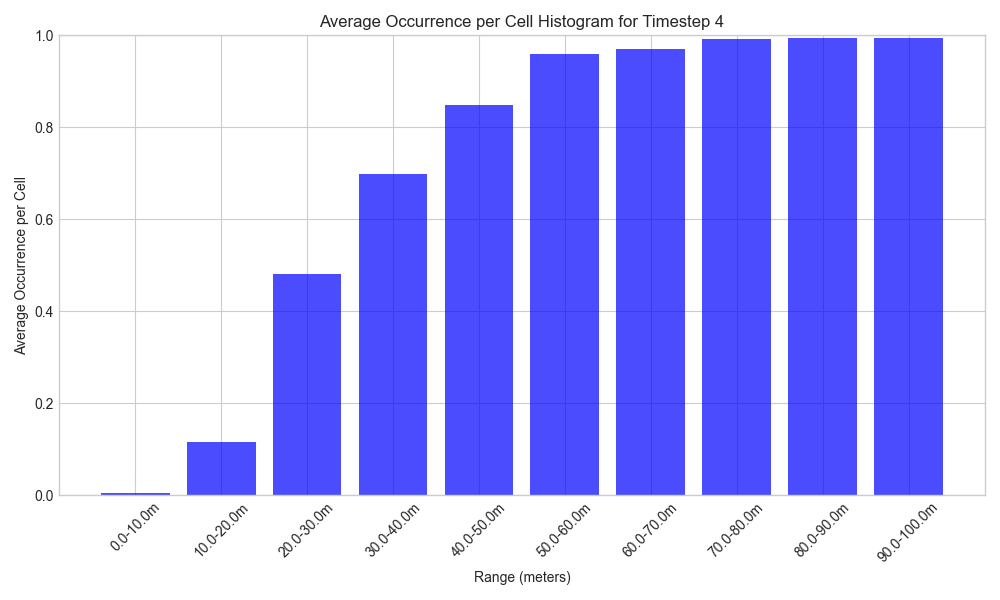 Average Occurrence per Cell Histogram for Timestep 4
Average Occurrence per Cell
1.0
0.8
0.6
0.4
0.2
0.0
0.0-10.0m
10.0-20.0m
20.0-30.0m
30.0-40.0m
40.0-50.0m
50.0-60.0m
60.0-70.0m
70.0-80.0m
80.0-90.0m
90.0-100.0m
Range (meters)